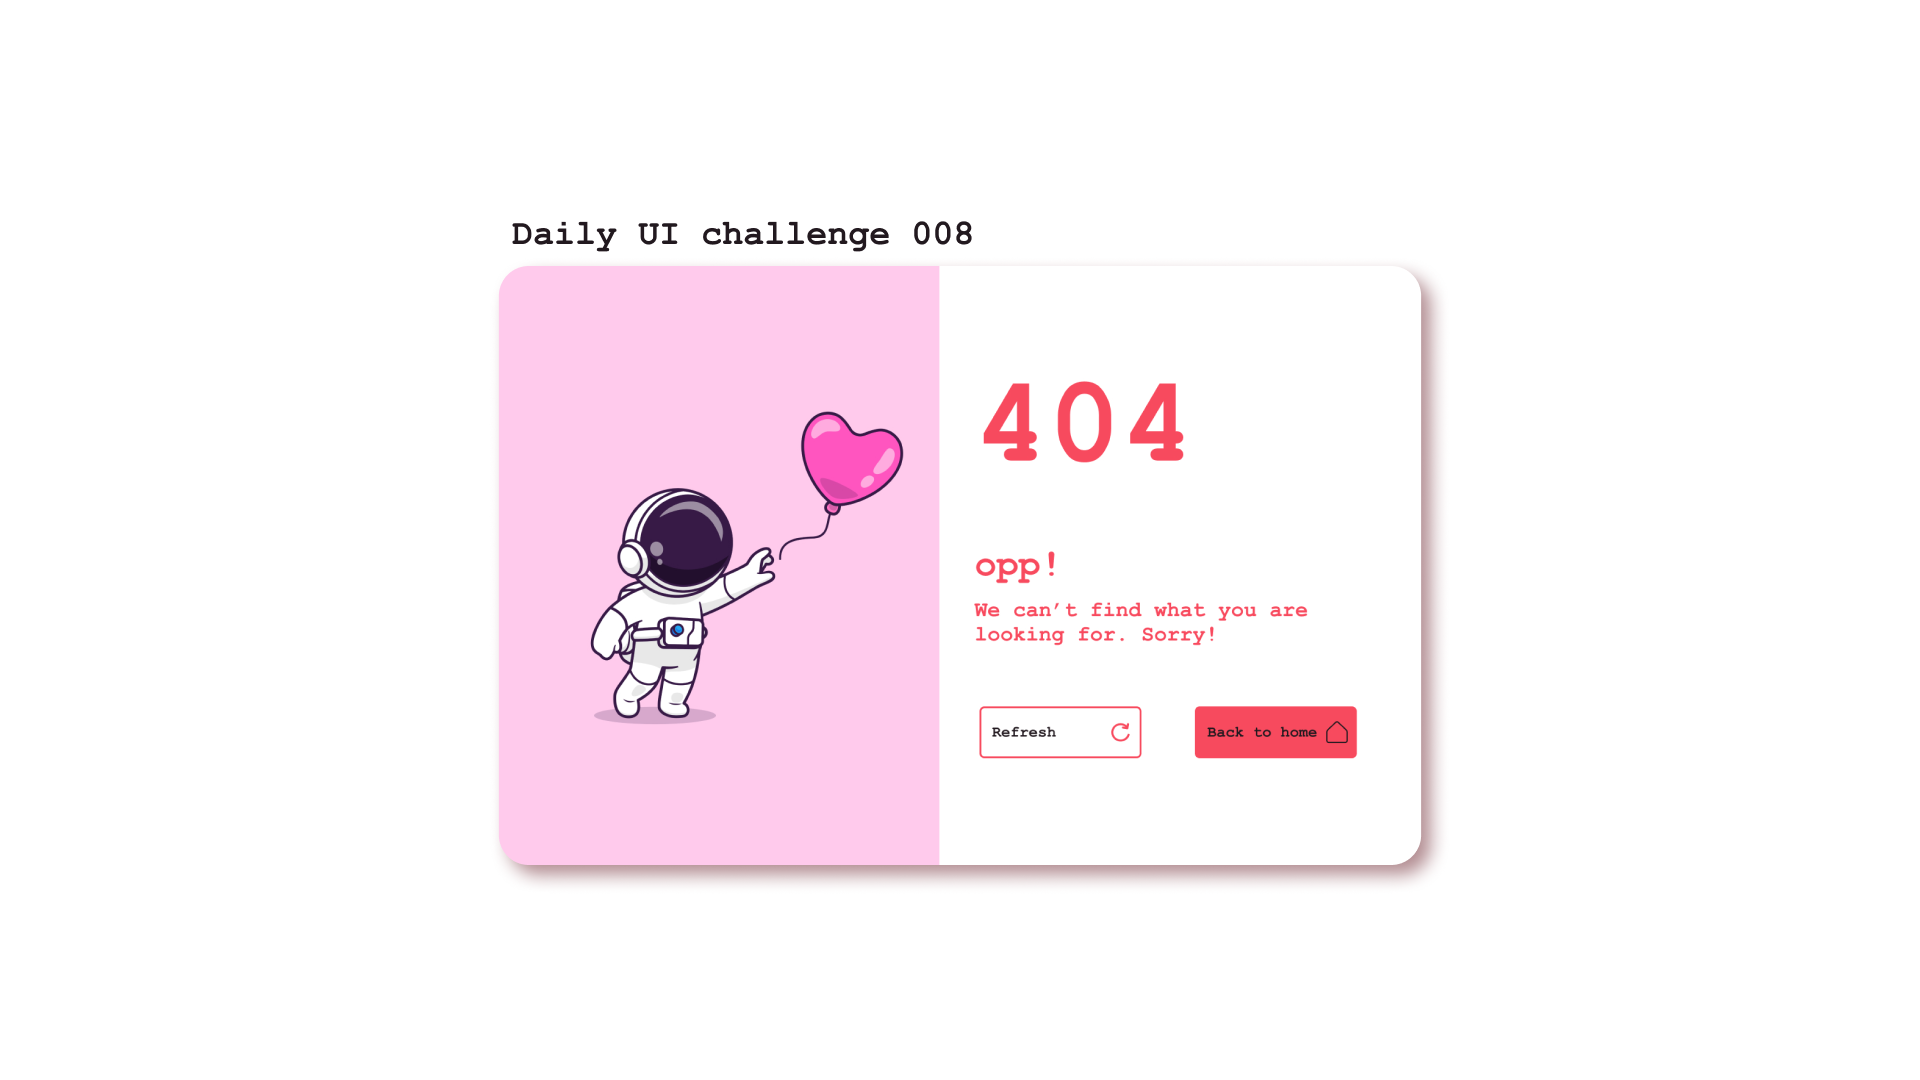 Daily UI challenge 008
404
opp!
We can’t find what you are
looking for. Sorry!
Refresh
Back to home